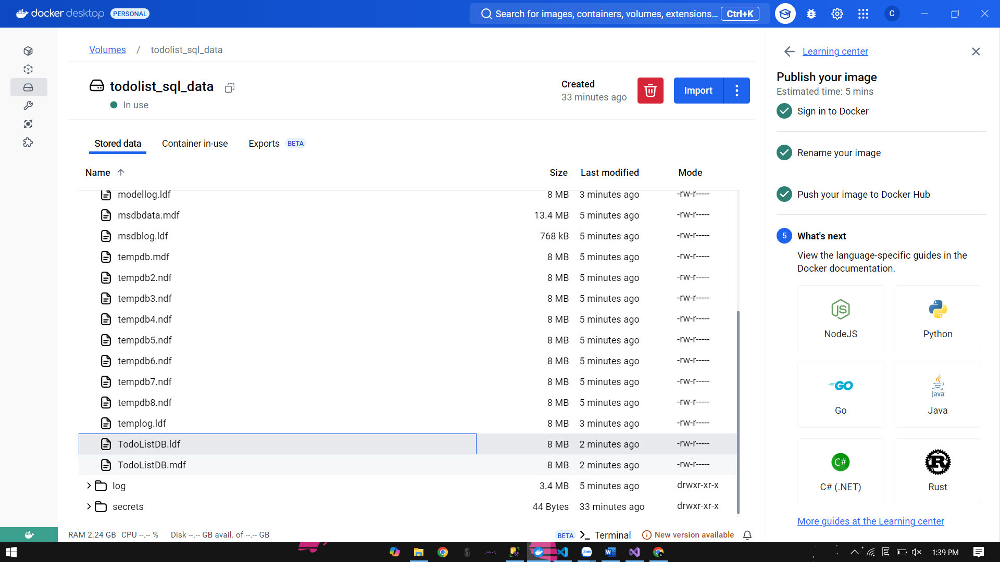 docker desktop PERSONAL
Search for images, containers, volumes, extensions... Ctrl+K
C
Volumes / todolist_sql_data
todolist_sql_data
In use
Created
33 minutes ago
Import
Stored data Container in-use Exports BETA
Name Size Last modified Mode
modellog.ldf 8 MB 3 minutes ago -rw-r-----
msdbdata.mdf 13.4 MB 5 minutes ago -rw-r-----
msdblog.ldf 768 kB 5 minutes ago -rw-r-----
tempdb.mdf 8 MB 5 minutes ago -rw-r-----
tempdb2.ndf 8 MB 5 minutes ago -rw-r-----
tempdb3.ndf 8 MB 5 minutes ago -rw-r-----
tempdb4.ndf 8 MB 5 minutes ago -rw-r-----
tempdb5.ndf 8 MB 5 minutes ago -rw-r-----
tempdb6.ndf 8 MB 5 minutes ago -rw-r-----
tempdb7.ndf 8 MB 5 minutes ago -rw-r-----
tempdb8.ndf 8 MB 5 minutes ago -rw-r-----
templog.ldf 8 MB 3 minutes ago -rw-r-----
TodoListDB.ldf 8 MB 2 minutes ago -rw-r-----
TodoListDB.mdf 8 MB 2 minutes ago -rw-r-----
log 3.4 MB 5 minutes ago drwxr-xr-x
secrets 44 Bytes 33 minutes ago drwxr-xr-x
Learning center
Publish your image
Estimated time: 5 mins
Sign in to Docker
Rename your image
Push your image to Docker Hub
5 What's next
View the language-specific guides in the
Docker documentation.
JS
NodeJS
Python
GO
Go
Java
Java
C#
C# (.NET)
R
Rust
More guides at the Learning center
RAM 2.24 GB CPU --.-- % Disk --.-- GB avail. of --.-- GB
BETA >_ Terminal New version available
Zalo
1:39 PM